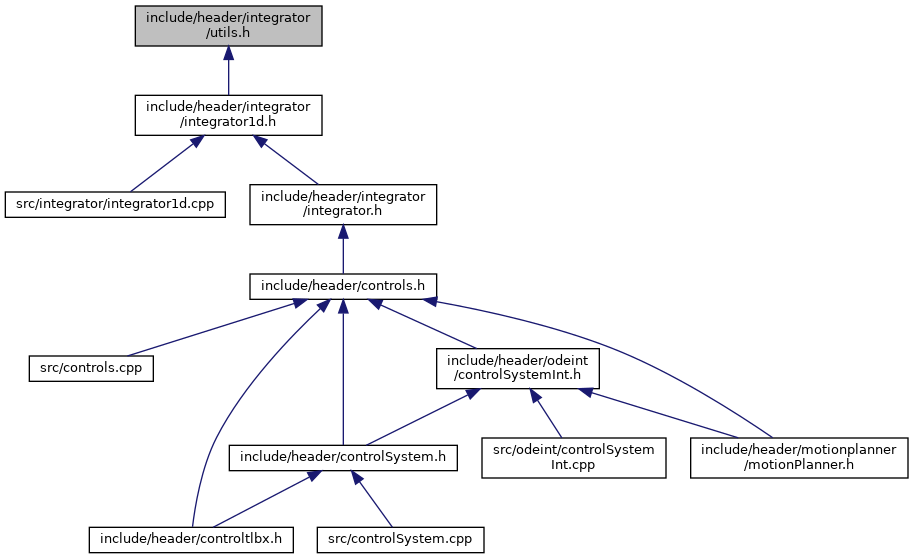 include/header/integrator
/utils.h
include/header/integrator
/integrator1d.h
src/integrator/integrator1d.cpp
include/header/integrator
/integrator.h
include/header/controls.h
src/controls.cpp
include/header/odeint
/controlSystemInt.h
include/header/controlSystem.h
src/odeint/controlSystem
Int.cpp
include/header/motionplanner
/motionPlanner.h
include/header/controltlbx.h
src/controlSystem.cpp